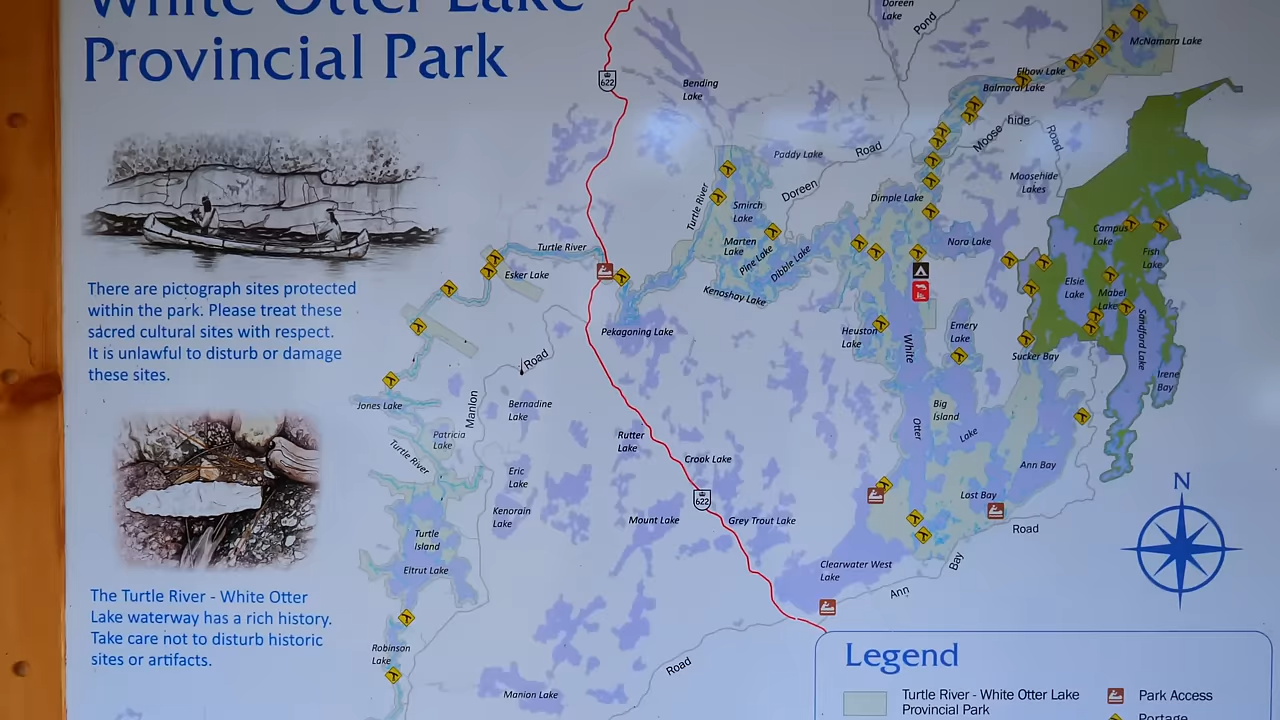 White Otter Lake
Provincial Park
There are pictograph sites protected
within the park. Please treat these
sacred cultural sites with respect.
It is unlawful to disturb or damage
these sites.
The Turtle River - White Otter
Lake waterway has a rich history.
Take care not to disturb historic
sites or artifacts.
622
Bending
Lake
Doreen
Lake
Pond
McNamara Lake
Elbow Lake
Balmoral Lake
Moose hide
Road
Paddy Lake
Road
Doreen
Moosehide
Lakes
Turtle River
Smirch
Lake
Dimple Lake
Marten
Lake
Pine Lake
Dibble Lake
Nora Lake
Campus
Lake
Fish
Lake
Turtle River
Esker Lake
Kenoshay Lake
Elsie
Lake
Mabel
Lake
Pekagoning Lake
Heuston
Lake
White
Otter
Lake
Emery
Lake
Sucker Bay
Sandford Lake
Irene
Bay
Road
Manion
Jones Lake
Bernadine
Lake
Big
Island
Patricia
Lake
Turtle River
Rutter
Lake
Crook Lake
Eric
Lake
Ann Bay
622
Last Bay
Kenorain
Lake
Mount Lake
Grey Trout Lake
Road
Bay
Ann
Turtle
Island
Eltrut Lake
Clearwater West
Lake
Robinson
Lake
Road
Manion Lake
N
Legend
Turtle River - White Otter Lake
Provincial Park
Park Access
Portage